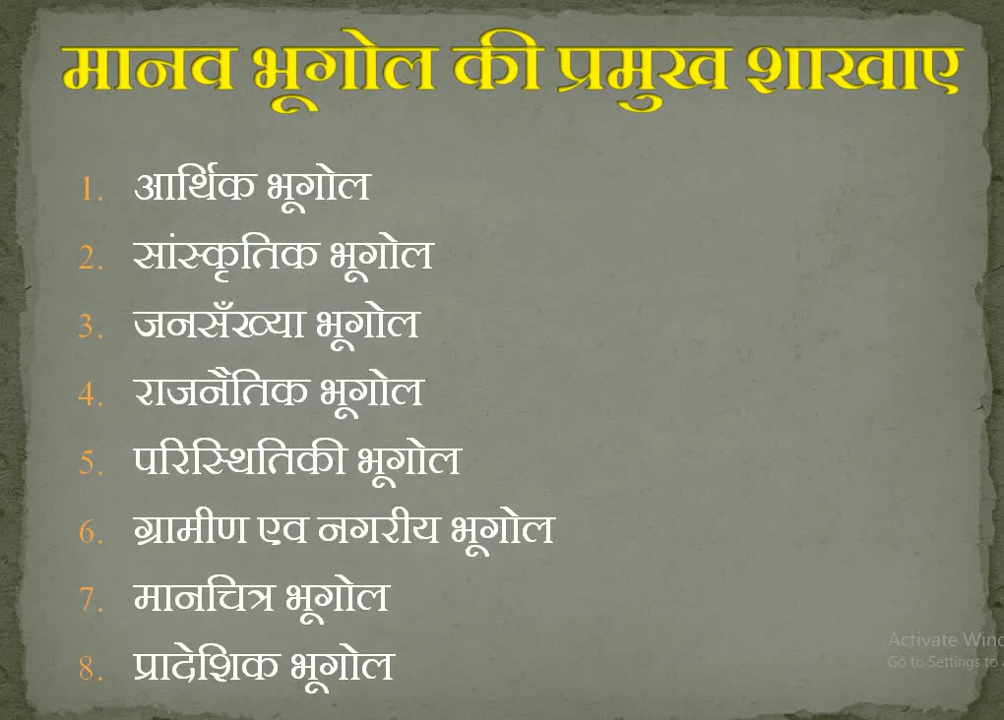 मानव भूगोल की प्रमुख शाखाए
1. आर्थिक भूगोल
2. सांस्कृतिक भूगोल
3. जनसँख्या भूगोल
4. राजनैतिक भूगोल
5. परिस्थितिकी भूगोल
6. ग्रामीण एव नगरीय भूगोल
7. मानचित्र भूगोल
8. प्रादेशिक भूगोल
Activate Wind
Go to Settings to